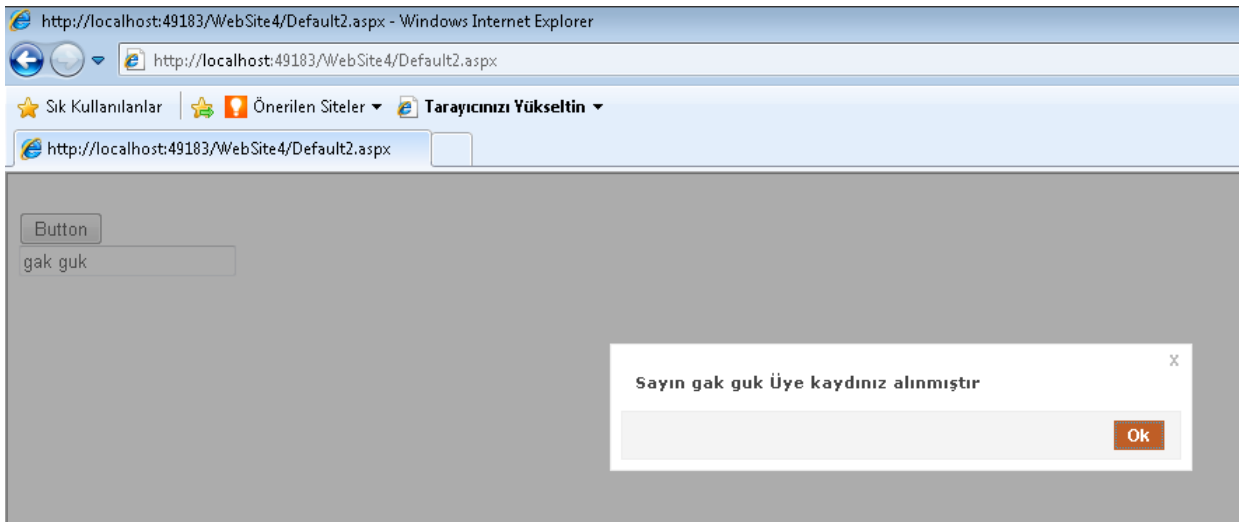 http://localhost:49183/WebSite4/Default2.aspx - Windows Internet Explorer
http://localhost:49183/WebSite4/Default2.aspx
Sık Kullanılanlar Önerilen Siteler Tarayıcınızı Yükseltin
http://localhost:49183/WebSite4/Default2.aspx
Button
gak guk
x
Sayın gak guk Üye kaydınız alınmıştır
Ok